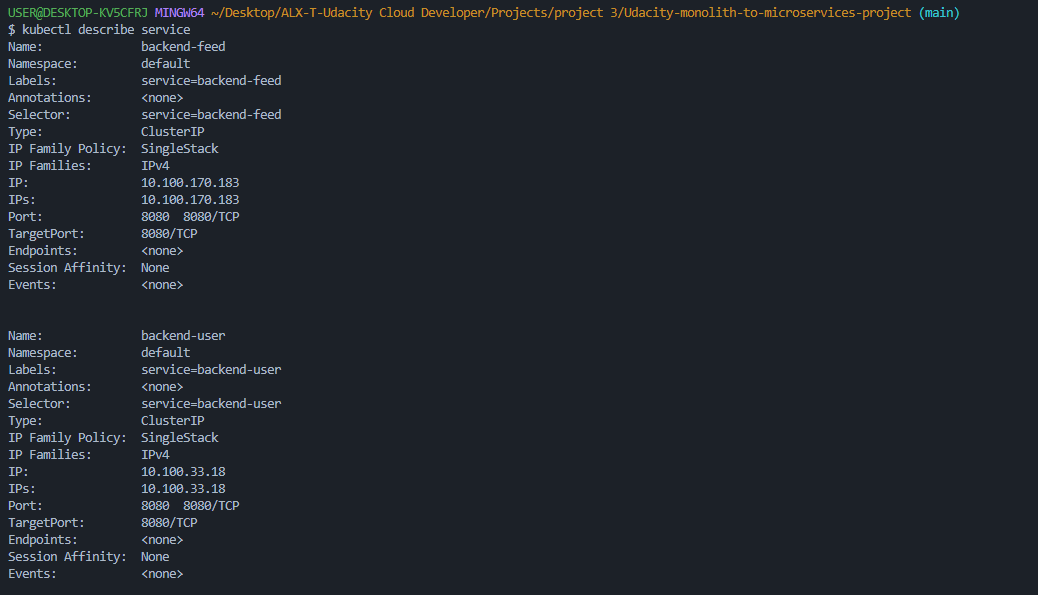 USER@DESKTOP-KV5CFRJ MINGW64 ~/Desktop/ALX-T-Udacity Cloud Developer/Projects/project 3/Udacity-monolith-to-microservices-project (main)
$ kubectl describe service
Name:              backend-feed
Namespace:         default
Labels:            service=backend-feed
Annotations:       <none>
Selector:          service=backend-feed
Type:              ClusterIP
IP Family Policy:  SingleStack
IP Families:       IPv4
IP:                10.100.170.183
IPs:               10.100.170.183
Port:              8080  8080/TCP
TargetPort:        8080/TCP
Endpoints:         <none>
Session Affinity:  None
Events:            <none>
Name:              backend-user
Namespace:         default
Labels:            service=backend-user
Annotations:       <none>
Selector:          service=backend-user
Type:              ClusterIP
IP Family Policy:  SingleStack
IP Families:       IPv4
IP:                10.100.33.18
IPs:               10.100.33.18
Port:              8080  8080/TCP
TargetPort:        8080/TCP
Endpoints:         <none>
Session Affinity:  None
Events:            <none>